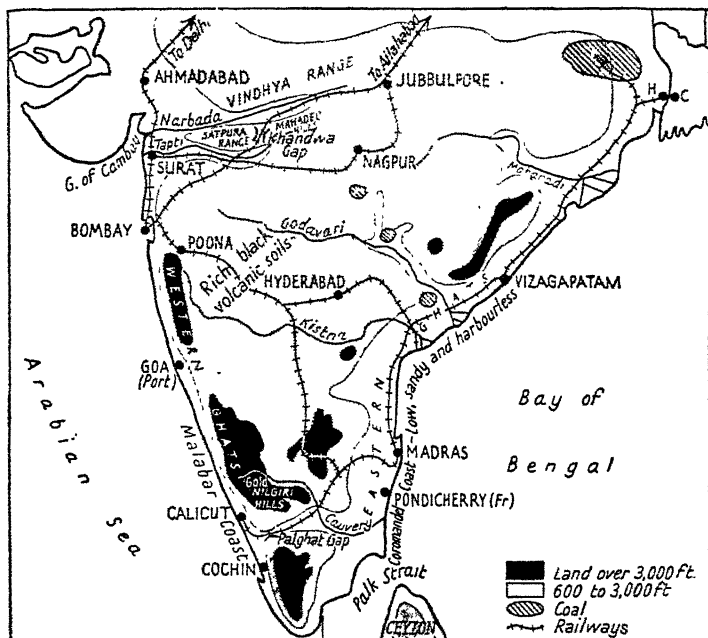 To Delhi
To Allahabad
AHMADABAD
VINDHYA RANGE
JUBBULPORE
H
C
Narbada
MAHADEI
SATPURA
RANGE
Khandwa
Gap
Tapti
G. of Cambay
SURAT
NAGPUR
Mahanadi
BOMBAY
Godavari
POONA
Rich black
volcanic soils
HYDERABAD
VIZAGAPATAM
WESTERN
GHATS
Kistna
GOA
(Port)
Arabian
Sea
Malabar
Coast
GHATS
EASTERN
Coromandel Coast - Low, sandy and harbourless
Bay of
Bengal
MADRAS
Gold
NILGIRI
HILLS
PONDICHERRY (Fr)
CALICUT
Cauvery
Palghat Gap
COCHIN
Palk Strait
CEYLON
Land over 3,000 ft.
600 to 3,000 ft
Coal
Railways